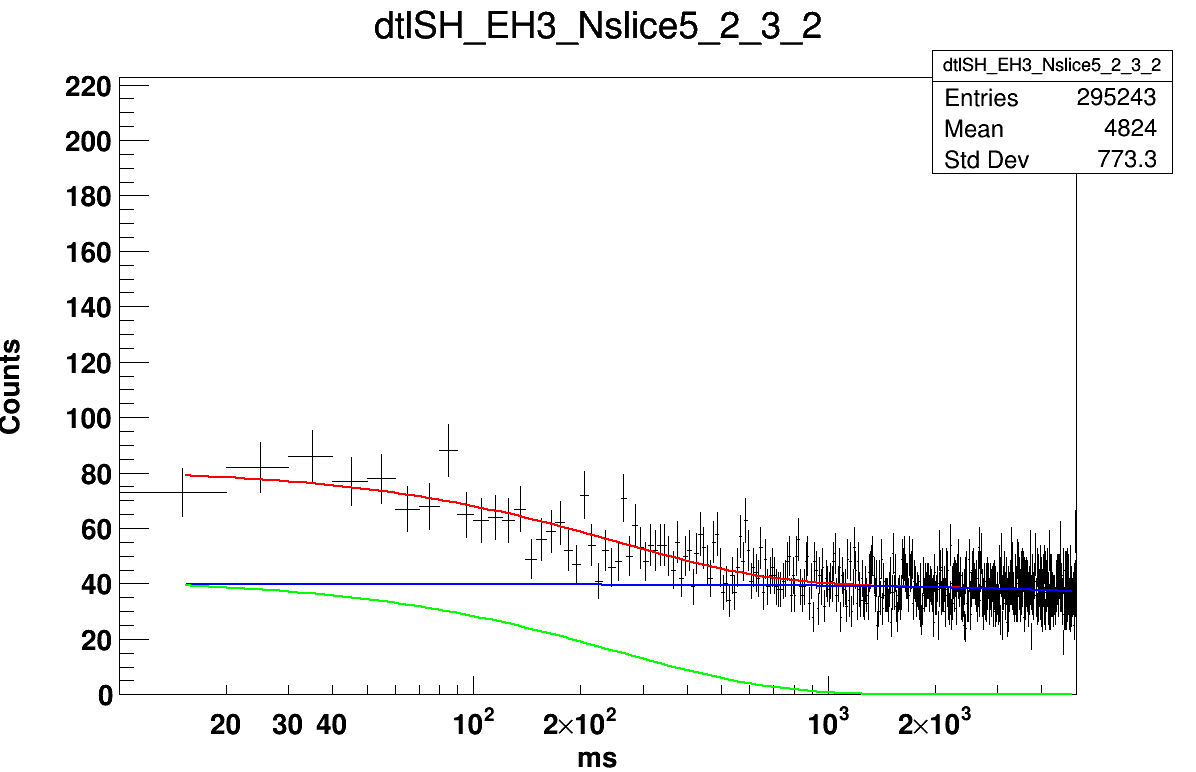 dtlSH_EH3_Nslice5_2_3_2
dtlSH_EH3_Nslice5_2_3_2
Entries 295243
Mean 4824
Std Dev 773.3
220
200
180
160
140
120
100
80
60
40
20
0
Counts
20 30 40 10² 2×10² 10³ 2×10³
ms